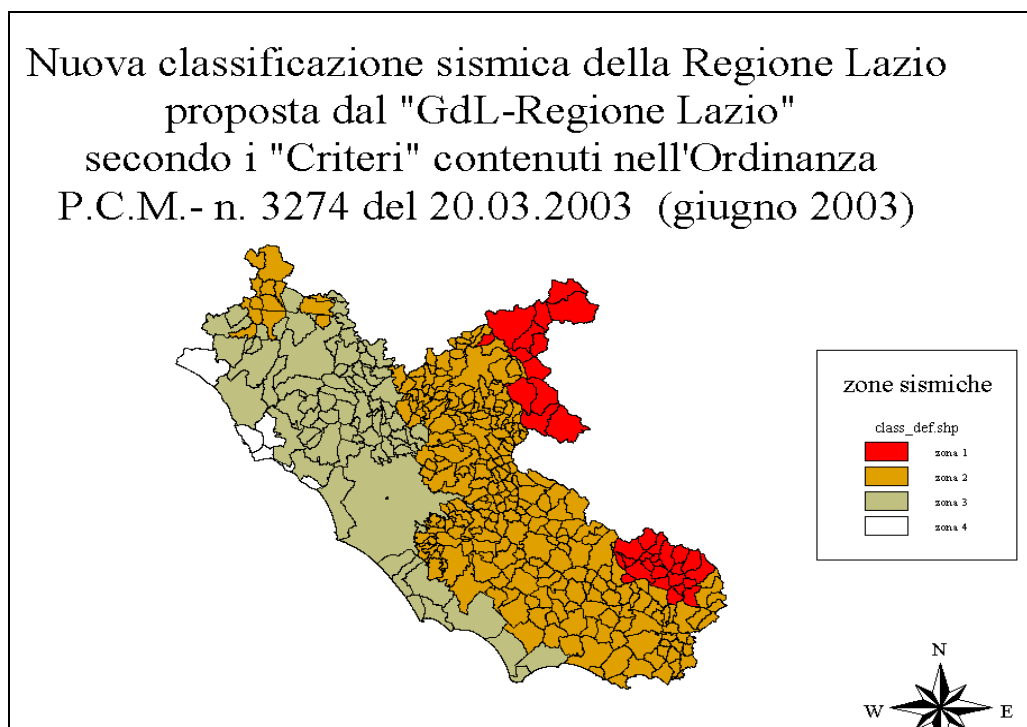 Nuova classificazione sismica della Regione Lazio
proposta dal "GdL-Regione Lazio"
secondo i "Criteri" contenuti nell'Ordinanza
P.C.M.- n. 3274 del 20.03.2003 (giugno 2003)
zone sismiche
class_def.shp
zona 1
zona 2
zona 3
zona 4
N
W
E